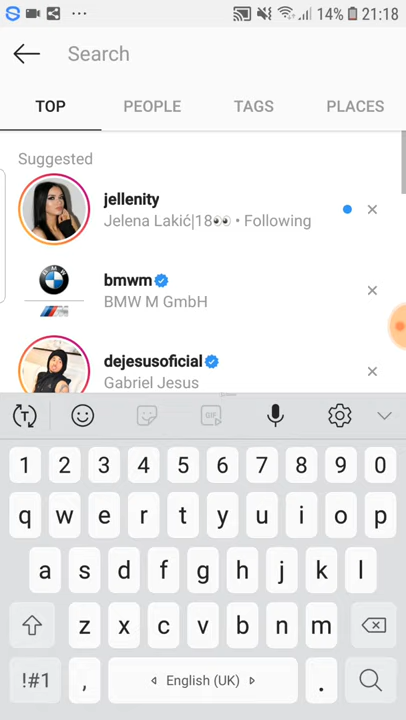 14% 21:18
Search
TOP PEOPLE TAGS PLACES
Suggested
jellenity
Jelena Lakić|18👀 • Following
bmwm
BMW M GmbH
dejesusoficial
Gabriel Jesus
T GIF
1 2 3 4 5 6 7 8 9 0
q w e r t y u i o p
a s d f g h j k l
z x c v b n m
!#1 , English (UK) .